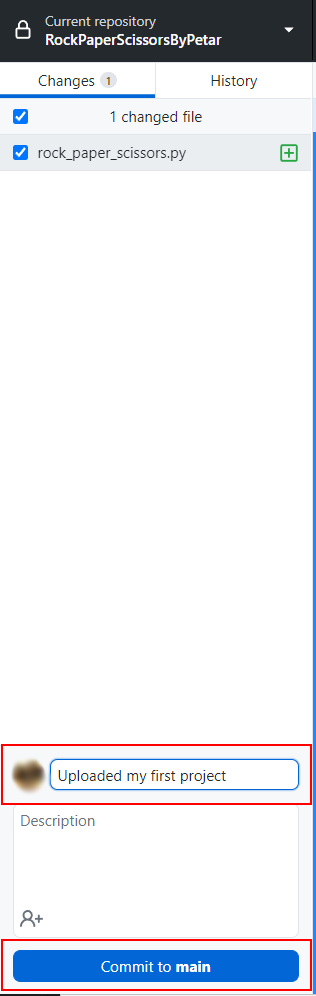 Current repository
RockPaperScissorsByPetar
Changes 1 History
1 changed file
rock_paper_scissors.py
Uploaded my first project
Description
Commit to main